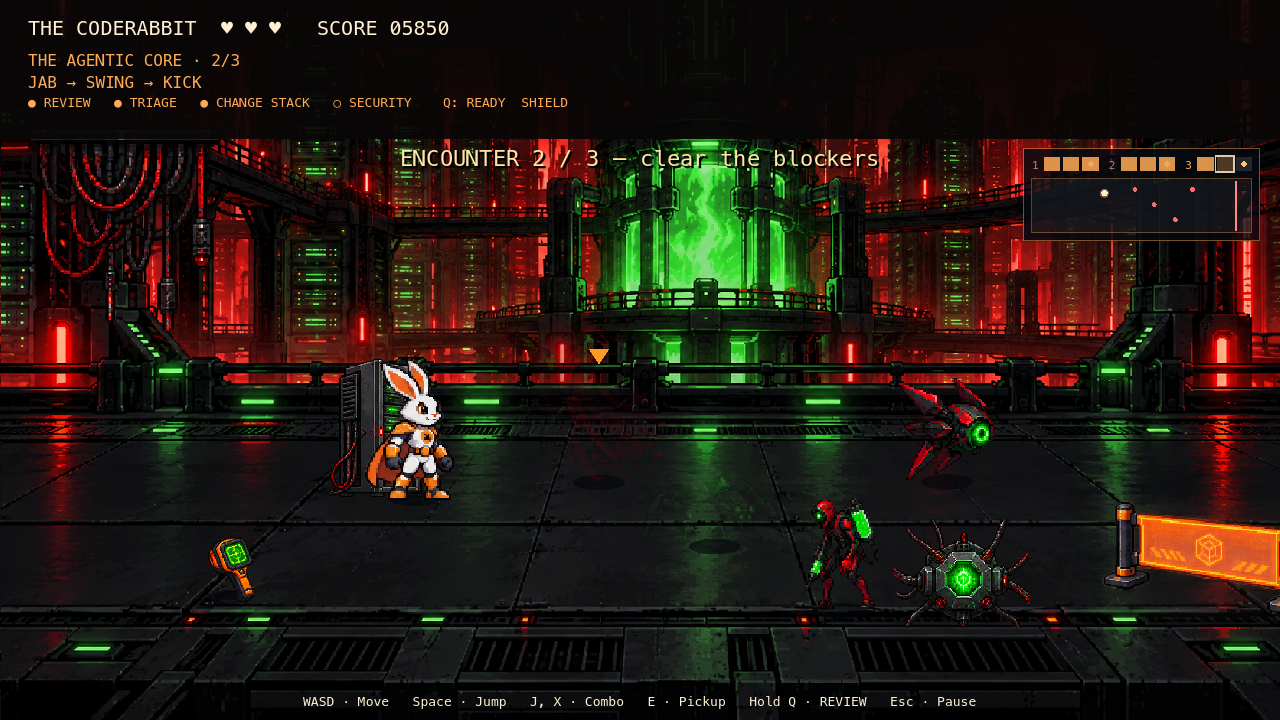 THE CODERABBIT ♥ ♥ ♥ SCORE 05850
THE AGENTIC CORE · 2/3
JAB → SWING → KICK
● REVIEW ● TRIAGE ● CHANGE STACK ○ SECURITY Q: READY SHIELD
ENCOUNTER 2 / 3 — clear the blockers
1 2 3
WASD · Move Space · Jump J, X · Combo E · Pickup Hold Q · REVIEW Esc · Pause